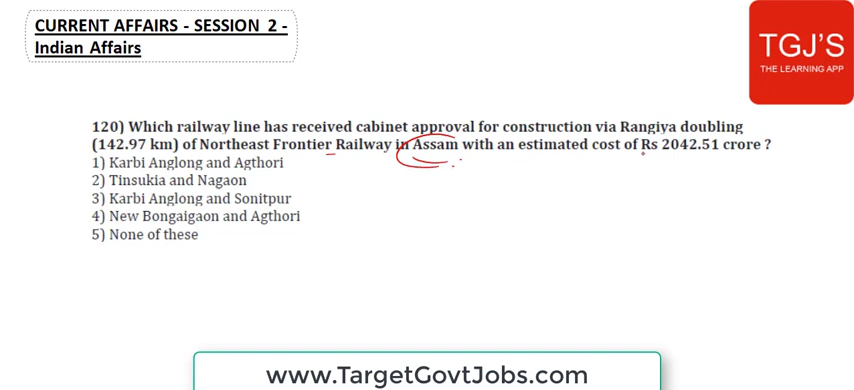 CURRENT AFFAIRS - SESSION 2 -
Indian Affairs
TGJ'S
THE LEARNING APP
120) Which railway line has received cabinet approval for construction via Rangiya doubling
(142.97 km) of Northeast Frontier Railway in Assam with an estimated cost of Rs 2042.51 crore ?
1) Karbi Anglong and Agthori
2) Tinsukia and Nagaon
3) Karbi Anglong and Sonitpur
4) New Bongaigaon and Agthori
5) None of these
www.TargetGovtJobs.com